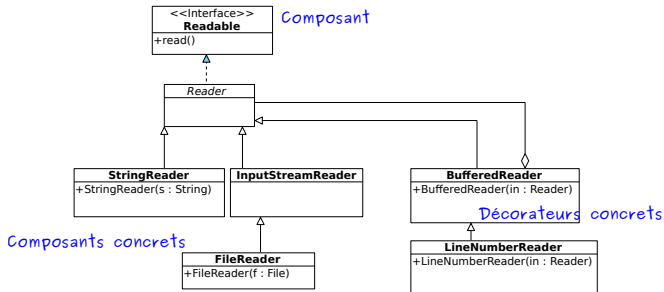 <<Interface>>
Readable
Composant
+read()
Reader
StringReader
+StringReader(s : String)
InputStreamReader
BufferedReader
+BufferedReader(in : Reader)
Décorateurs concrets
Composants concrets
FileReader
+FileReader(f : File)
LineNumberReader
+LineNumberReader(in : Reader)